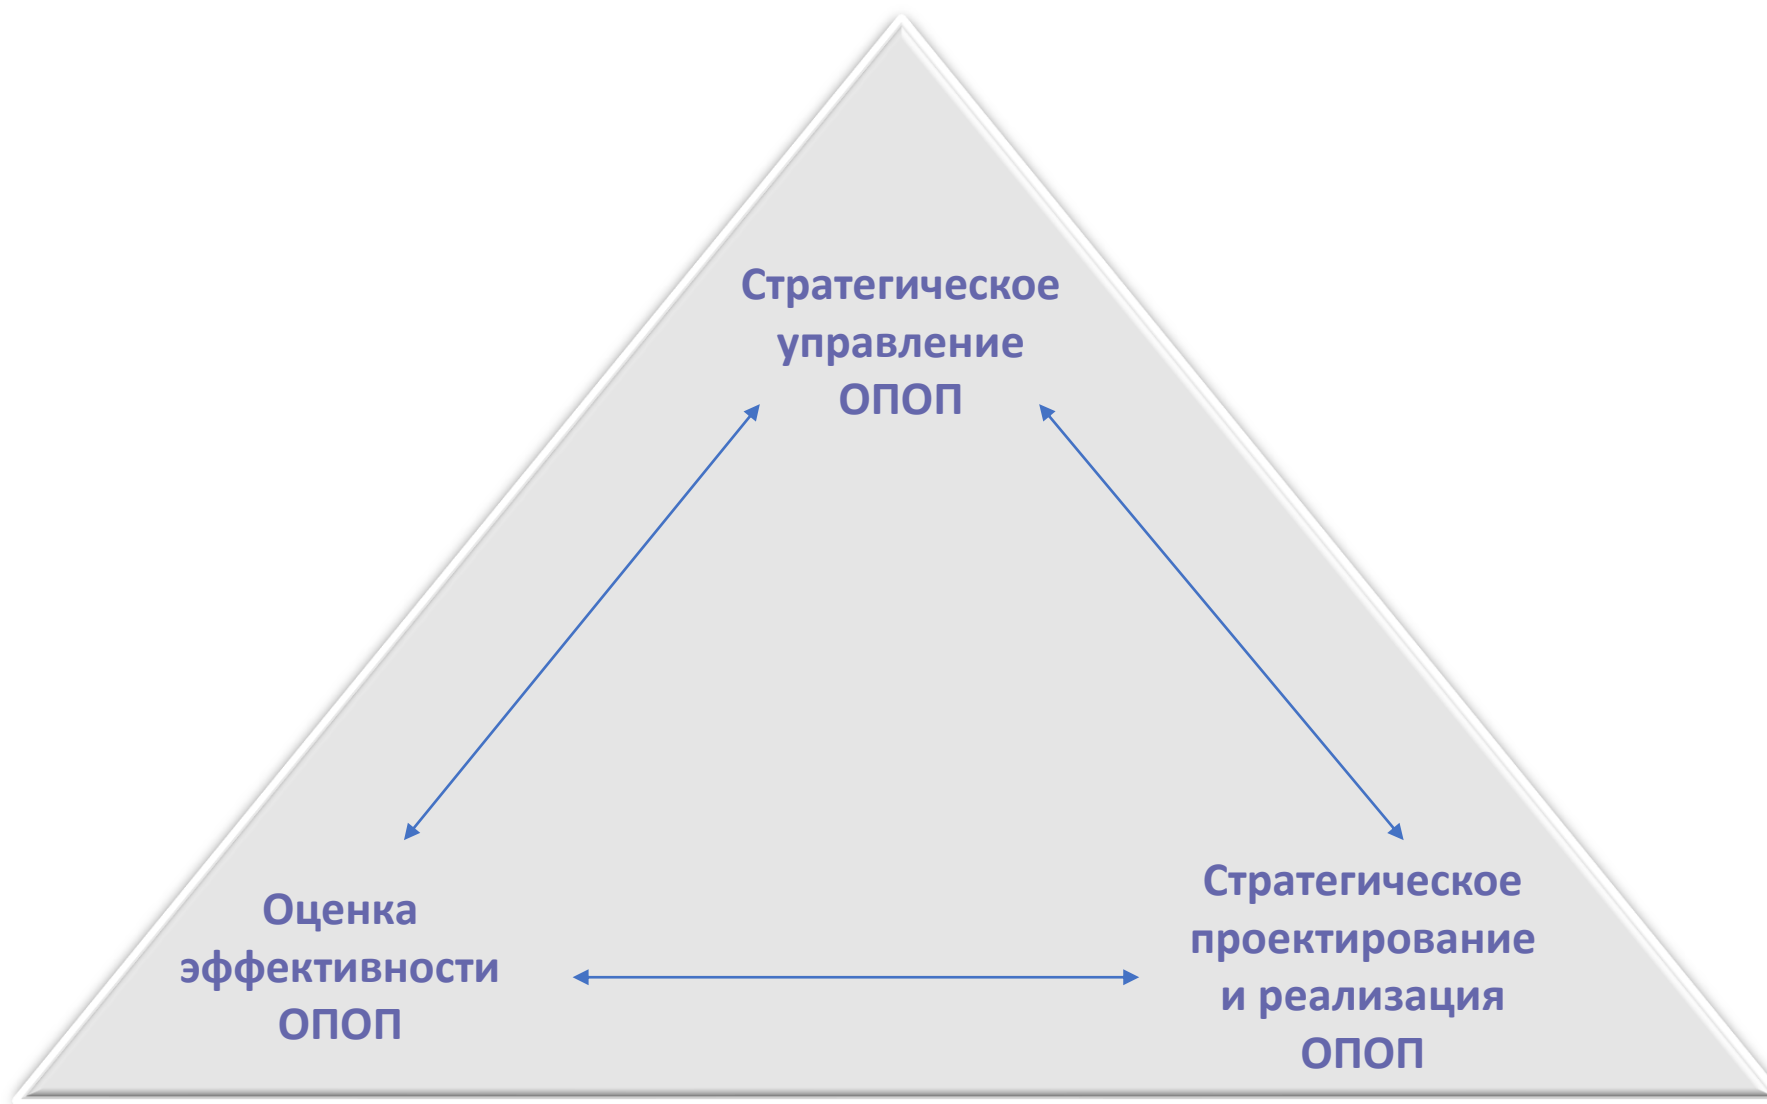 Стратегическое
управление
ОПОП
Оценка
эффективности
ОПОП
Стратегическое
проектирование
и реализация
ОПОП